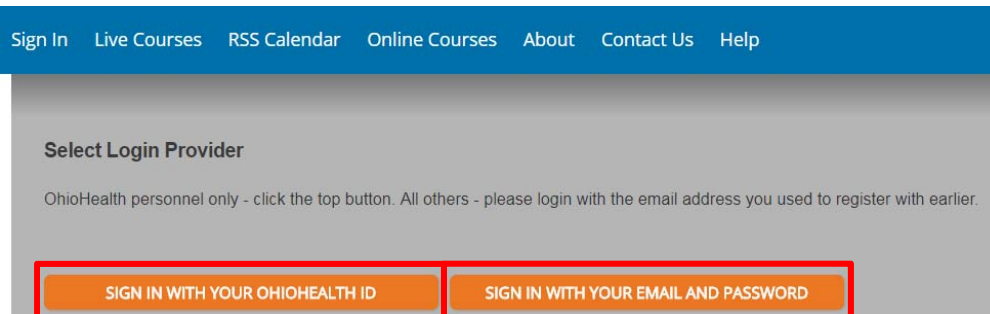 Sign In Live Courses RSS Calendar Online Courses About Contact Us Help
Select Login Provider
OhioHealth personnel only - click the top button. All others - please login with the email address you used to register with earlier.
SIGN IN WITH YOUR OHIOHEALTH ID SIGN IN WITH YOUR EMAIL AND PASSWORD